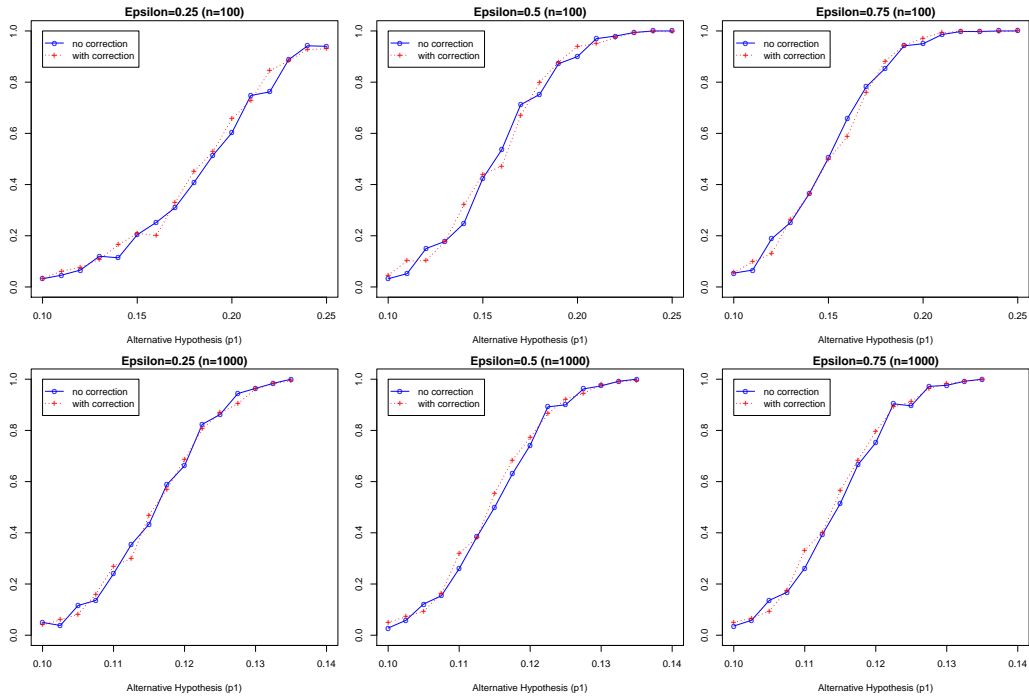 Epsilon=0.25 (n=100)
no correction
with correction
0.0 0.2 0.4 0.6 0.8 1.0
0.10 0.15 0.20 0.25
Alternative Hypothesis (p1)
Epsilon=0.5 (n=100)
no correction
with correction
0.0 0.2 0.4 0.6 0.8 1.0
0.10 0.15 0.20 0.25
Alternative Hypothesis (p1)
Epsilon=0.75 (n=100)
no correction
with correction
0.0 0.2 0.4 0.6 0.8 1.0
0.10 0.15 0.20 0.25
Alternative Hypothesis (p1)
Epsilon=0.25 (n=1000)
no correction
with correction
0.0 0.2 0.4 0.6 0.8 1.0
0.10 0.11 0.12 0.13 0.14
Alternative Hypothesis (p1)
Epsilon=0.5 (n=1000)
no correction
with correction
0.0 0.2 0.4 0.6 0.8 1.0
0.10 0.11 0.12 0.13 0.14
Alternative Hypothesis (p1)
Epsilon=0.75 (n=1000)
no correction
with correction
0.0 0.2 0.4 0.6 0.8 1.0
0.10 0.11 0.12 0.13 0.14
Alternative Hypothesis (p1)